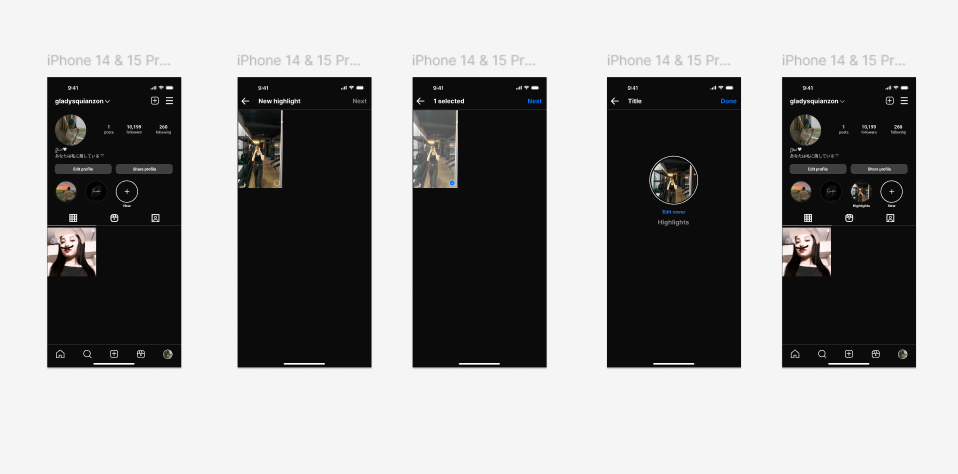 iPhone 14 & 15 Pr...
9:41
gladysquianzon
1
posts
10,199
followers
260
following
あなたは私に属している♡
Edit profile
Share profile
New
iPhone 14 & 15 Pr...
9:41
New highlight
Next
iPhone 14 & 15 Pr...
9:41
1 selected
Next
iPhone 14 & 15 Pr...
9:41
Title
Done
Edit cover
Highlights
iPhone 14 & 15 Pr...
9:41
gladysquianzon
1
posts
10,199
followers
260
following
あなたは私に属している♡
Edit profile
Share profile
Highlights
New